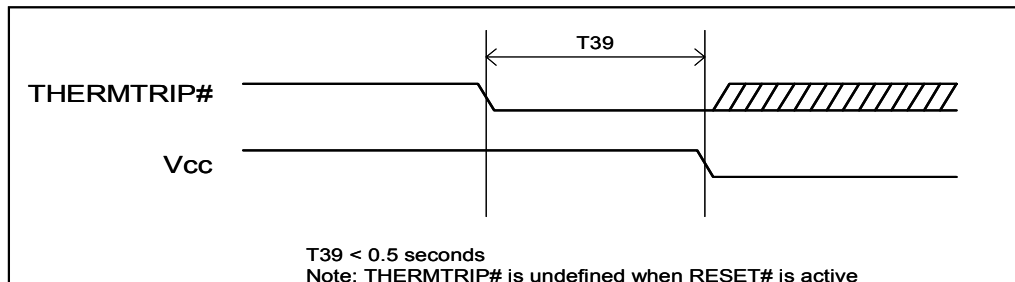 T39
THERMTRIP#
Vcc
T39 < 0.5 seconds
Note: THERMTRIP# is undefined when RESET# is active